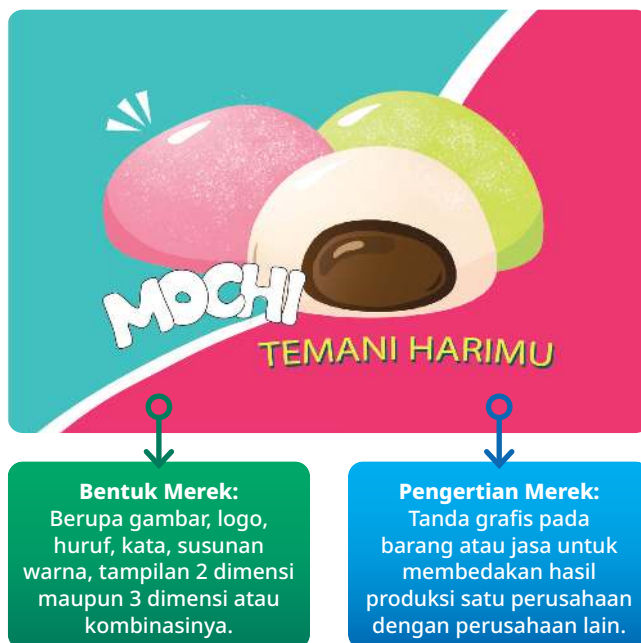 MOCHI
TEMANI HARIMU
Bentuk Merek:
Berupa gambar, logo,
huruf, kata, susunan
warna, tampilan 2 dimensi
maupun 3 dimensi atau
kombinasinya.
Pengertian Merek:
Tanda grafis pada
barang atau jasa untuk
membedakan hasil
produksi satu perusahaan
dengan perusahaan lain.